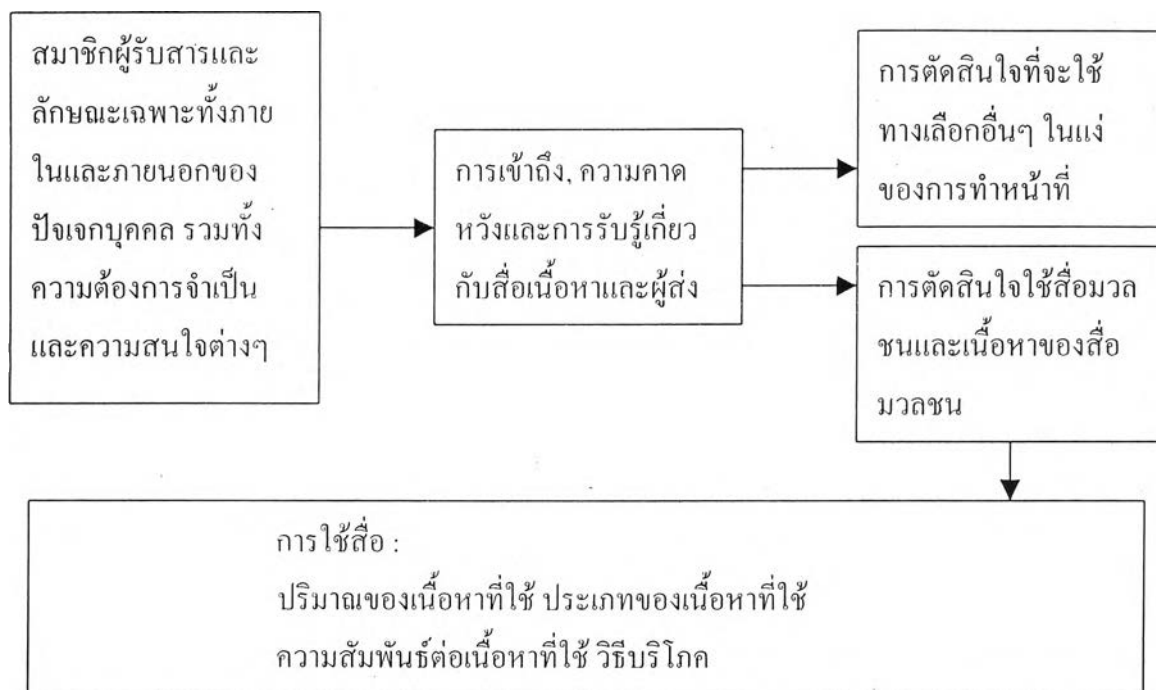 สมาชิกผู้รับสารและ
ลักษณะเฉพาะทั้งภาย
ในและภายนอกของ
ปัจเจกบุคคล รวมทั้ง
ความต้องการจำเป็น
และความสนใจต่างๆ
การเข้าถึง, ความคาด
หวังและการรับรู้เกี่ยว
กับสื่อเนื้อหาและผู้ส่ง
การตัดสินใจที่จะใช้
ทางเลือกอื่นๆ ในแง่
ของการทำหน้าที่
การตัดสินใจใช้สื่อมวล
ชนและเนื้อหาของสื่อ
มวลชน
การใช้สื่อ :
ปริมาณของเนื้อหาที่ใช้ ประเภทของเนื้อหาที่ใช้
ความสัมพันธ์ต่อเนื้อหาที่ใช้ วิธีบริโภค